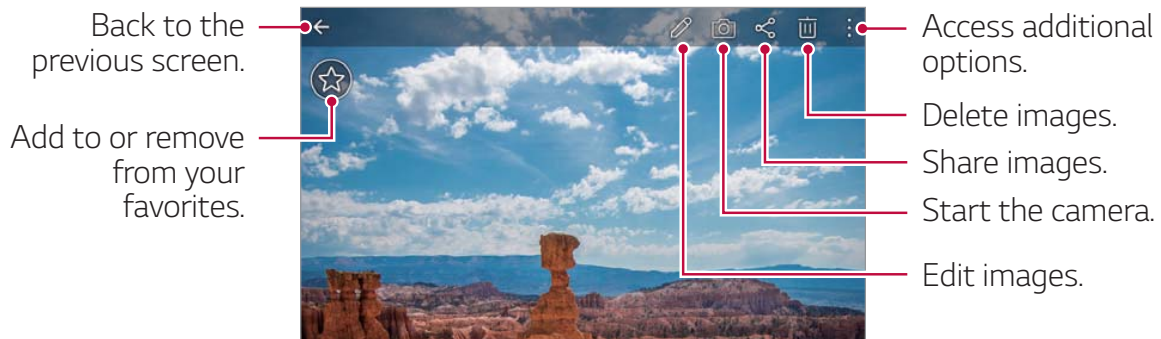 Back to the
previous screen.
Add to or remove
from your
favorites.
Access additional
options.
Delete images.
Share images.
Start the camera.
Edit images.